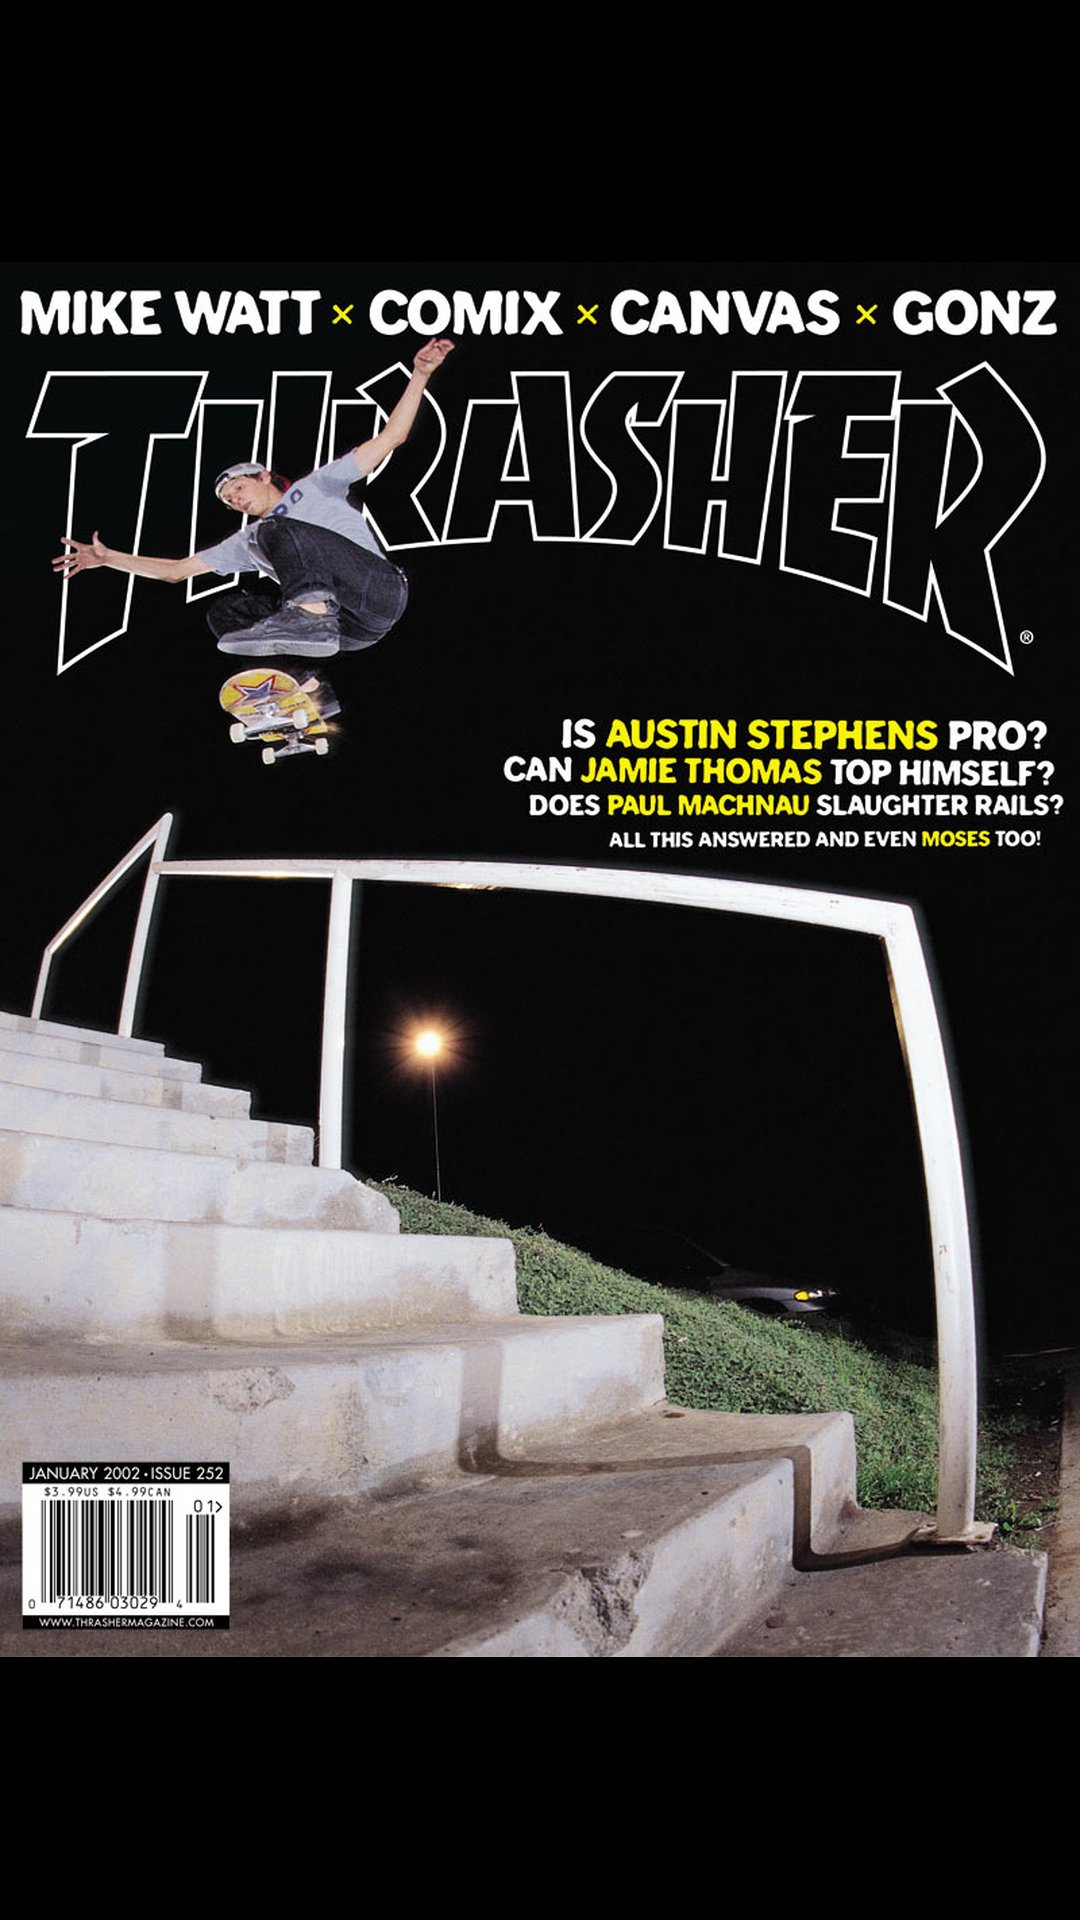 MIKE WATT × COMIX × CANVAS × GONZ
THRASHER
®
IS AUSTIN STEPHENS PRO?
CAN JAMIE THOMAS TOP HIMSELF?
DOES PAUL MACHNAU SLAUGHTER RAILS?
ALL THIS ANSWERED AND EVEN MOSES TOO!
JANUARY 2002 · ISSUE 252
$3.99US $4.99CAN
01>
0 71486 03029 4
WWW.THRASHERMAGAZINE.COM